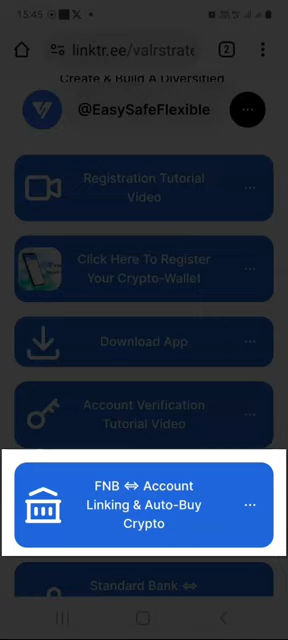 15:45
linktr.ee/valrstrate
2
Create & Build A Diversified
@EasySafeFlexible
Registration Tutorial
Video
Click Here To Register
Your Crypto-Wallet
Download App
Account Verification
Tutorial Video
FNB ⇔ Account
Linking & Auto-Buy
Crypto
Standard Bank ⇔